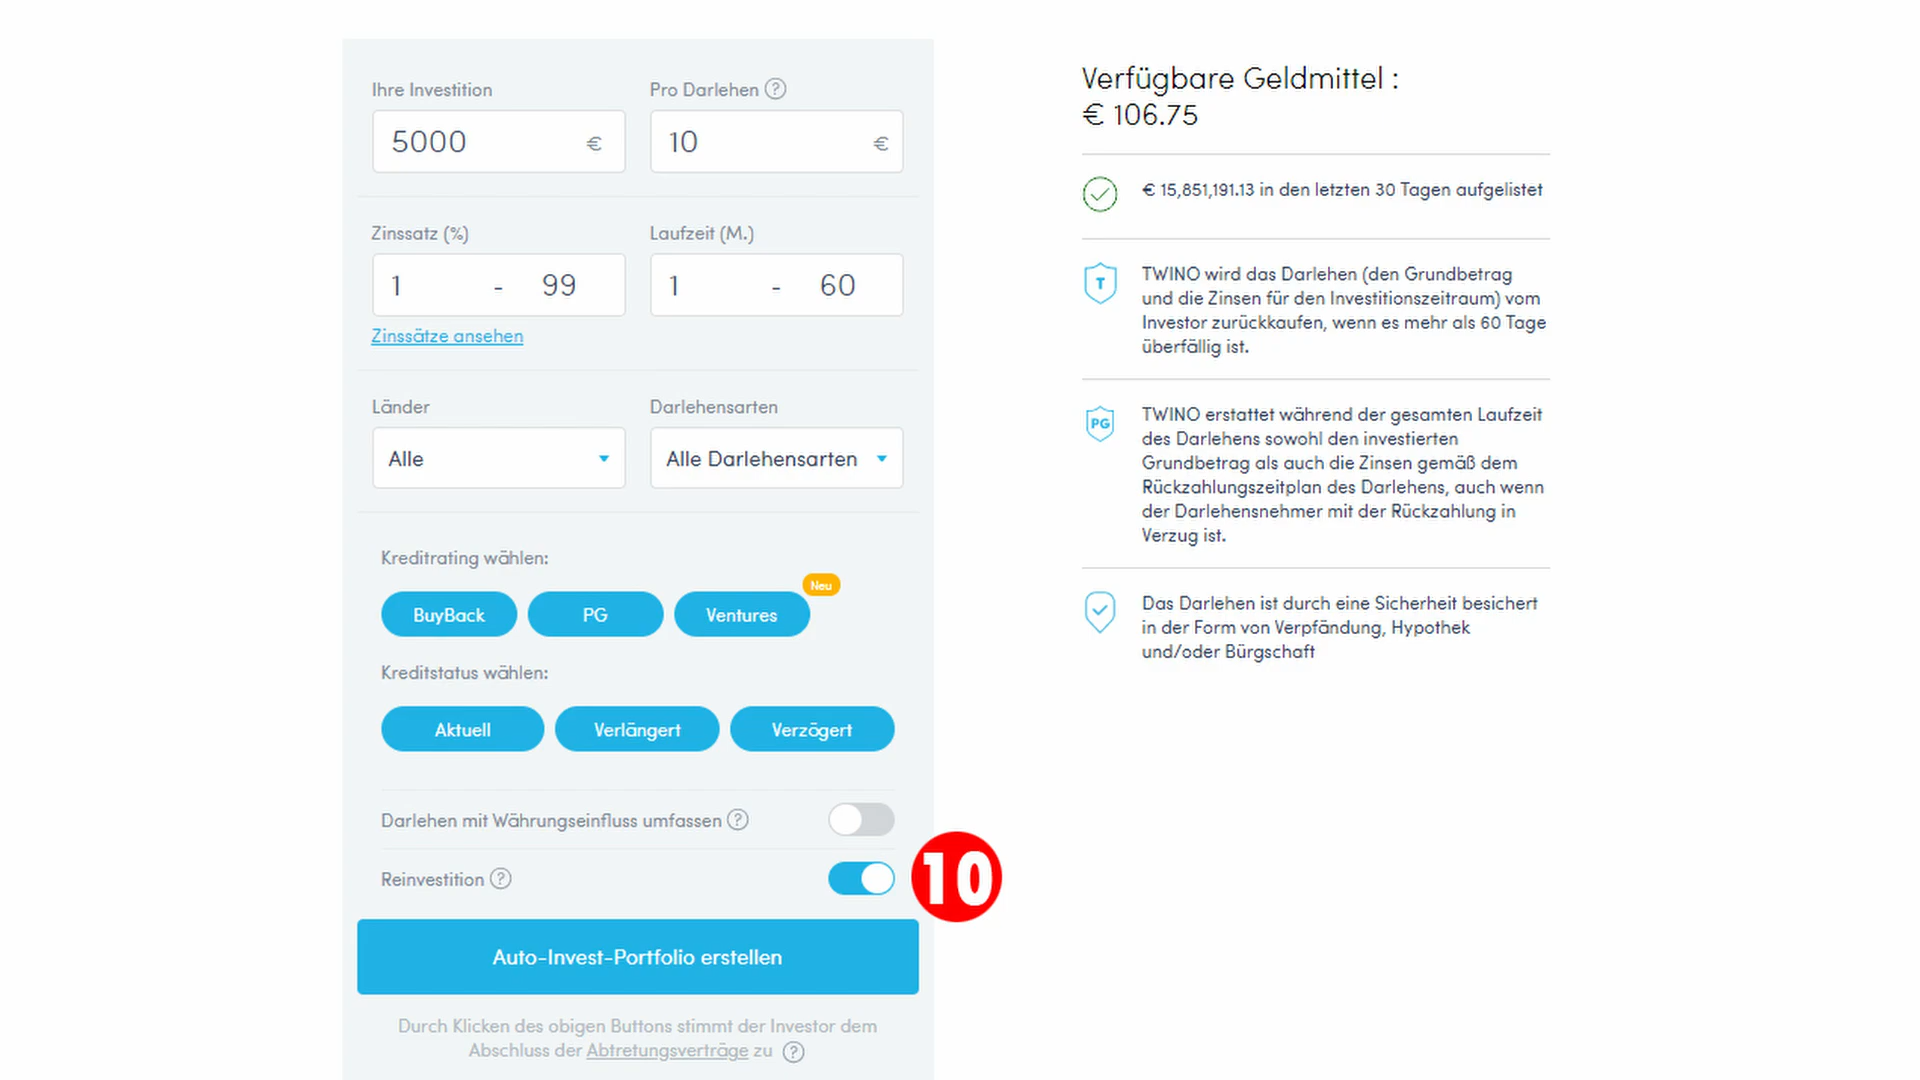 Ihre Investition
Pro Darlehen ?
5000 €
10 €
Zinssatz (%)
Laufzeit (M.)
1 - 99
1 - 60
Zinssätze ansehen
Länder
Darlehensarten
Alle
Alle Darlehensarten
Kreditrating wählen:
Neu
BuyBack
PG
Ventures
Kreditstatus wählen:
Aktuell
Verlängert
Verzögert
Darlehen mit Währungseinfluss umfassen ?
Reinvestition ?
10
Auto-Invest-Portfolio erstellen
Durch Klicken des obigen Buttons stimmt der Investor dem
Abschluss der Abtretungsverträge zu ?
Verfügbare Geldmittel :
€ 106.75
€ 15,851,191.13 in den letzten 30 Tagen aufgelistet
T
TWINO wird das Darlehen (den Grundbetrag
und die Zinsen für den Investitionszeitraum) vom
Investor zurückkaufen, wenn es mehr als 60 Tage
überfällig ist.
PG
TWINO erstattet während der gesamten Laufzeit
des Darlehens sowohl den investierten
Grundbetrag als auch die Zinsen gemäß dem
Rückzahlungszeitplan des Darlehens, auch wenn
der Darlehensnehmer mit der Rückzahlung in
Verzug ist.
Das Darlehen ist durch eine Sicherheit besichert
in der Form von Verpfändung, Hypothek
und/oder Bürgschaft